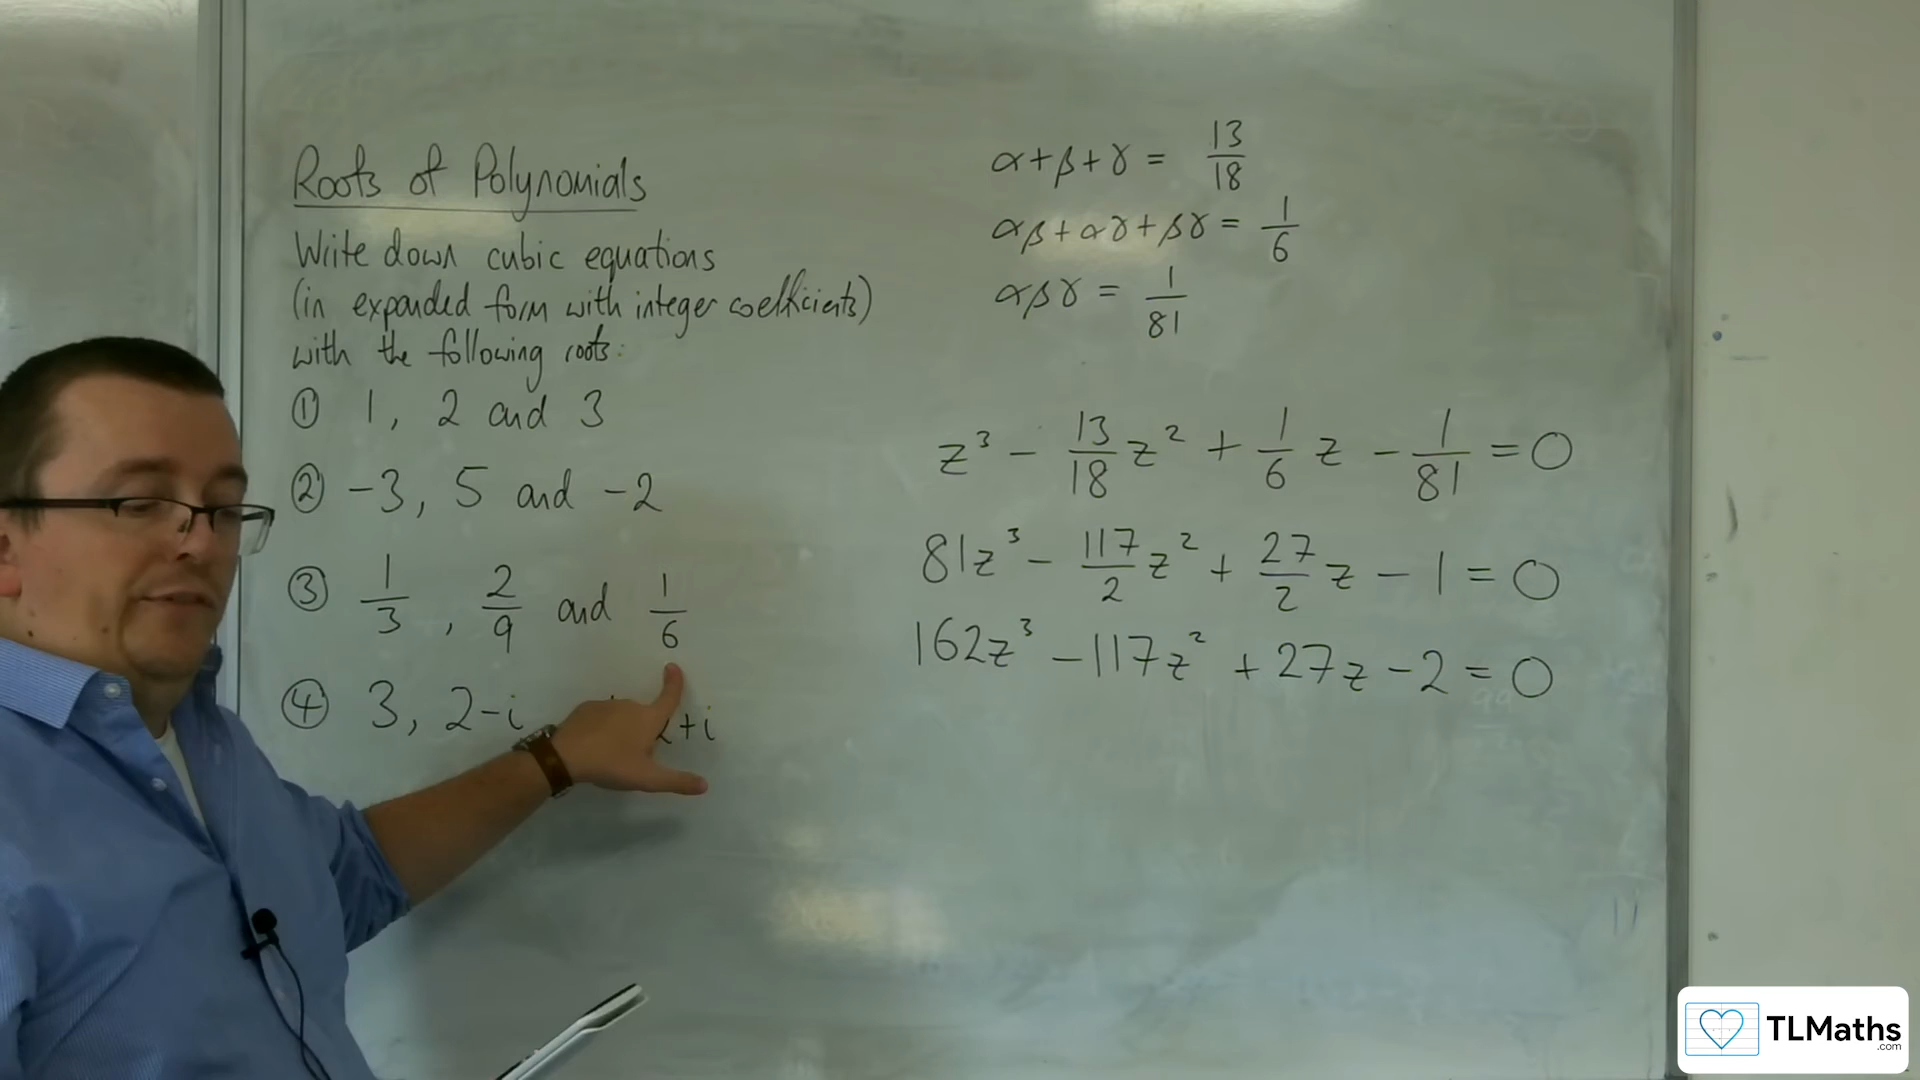 Roots of Polynomials
Write down cubic equations
(in expanded form with integer coefficients)
with the following roots:
① 1, 2 and 3
② -3, 5 and -2
③ 1/3, 2/9 and 1/6
④ 3, 2-i 2+i
α+β+γ = 13/18
αβ+αγ+βγ = 1/6
αβγ = 1/81
z³ - 13/18 z² + 1/6 z - 1/81 = 0
81z³ - 117/2 z² + 27/2 z - 1 = 0
162z³ - 117z² + 27z - 2 = 0
TLMaths
.com